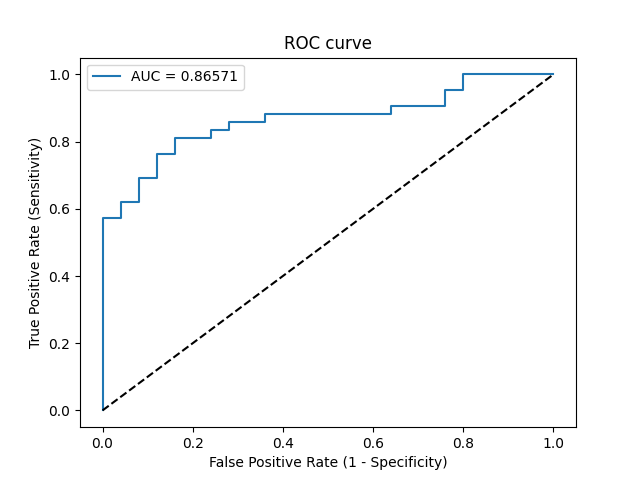 ROC curve
AUC = 0.86571
True Positive Rate (Sensitivity)
1.0
0.8
0.6
0.4
0.2
0.0
0.0 0.2 0.4 0.6 0.8 1.0
False Positive Rate (1 - Specificity)